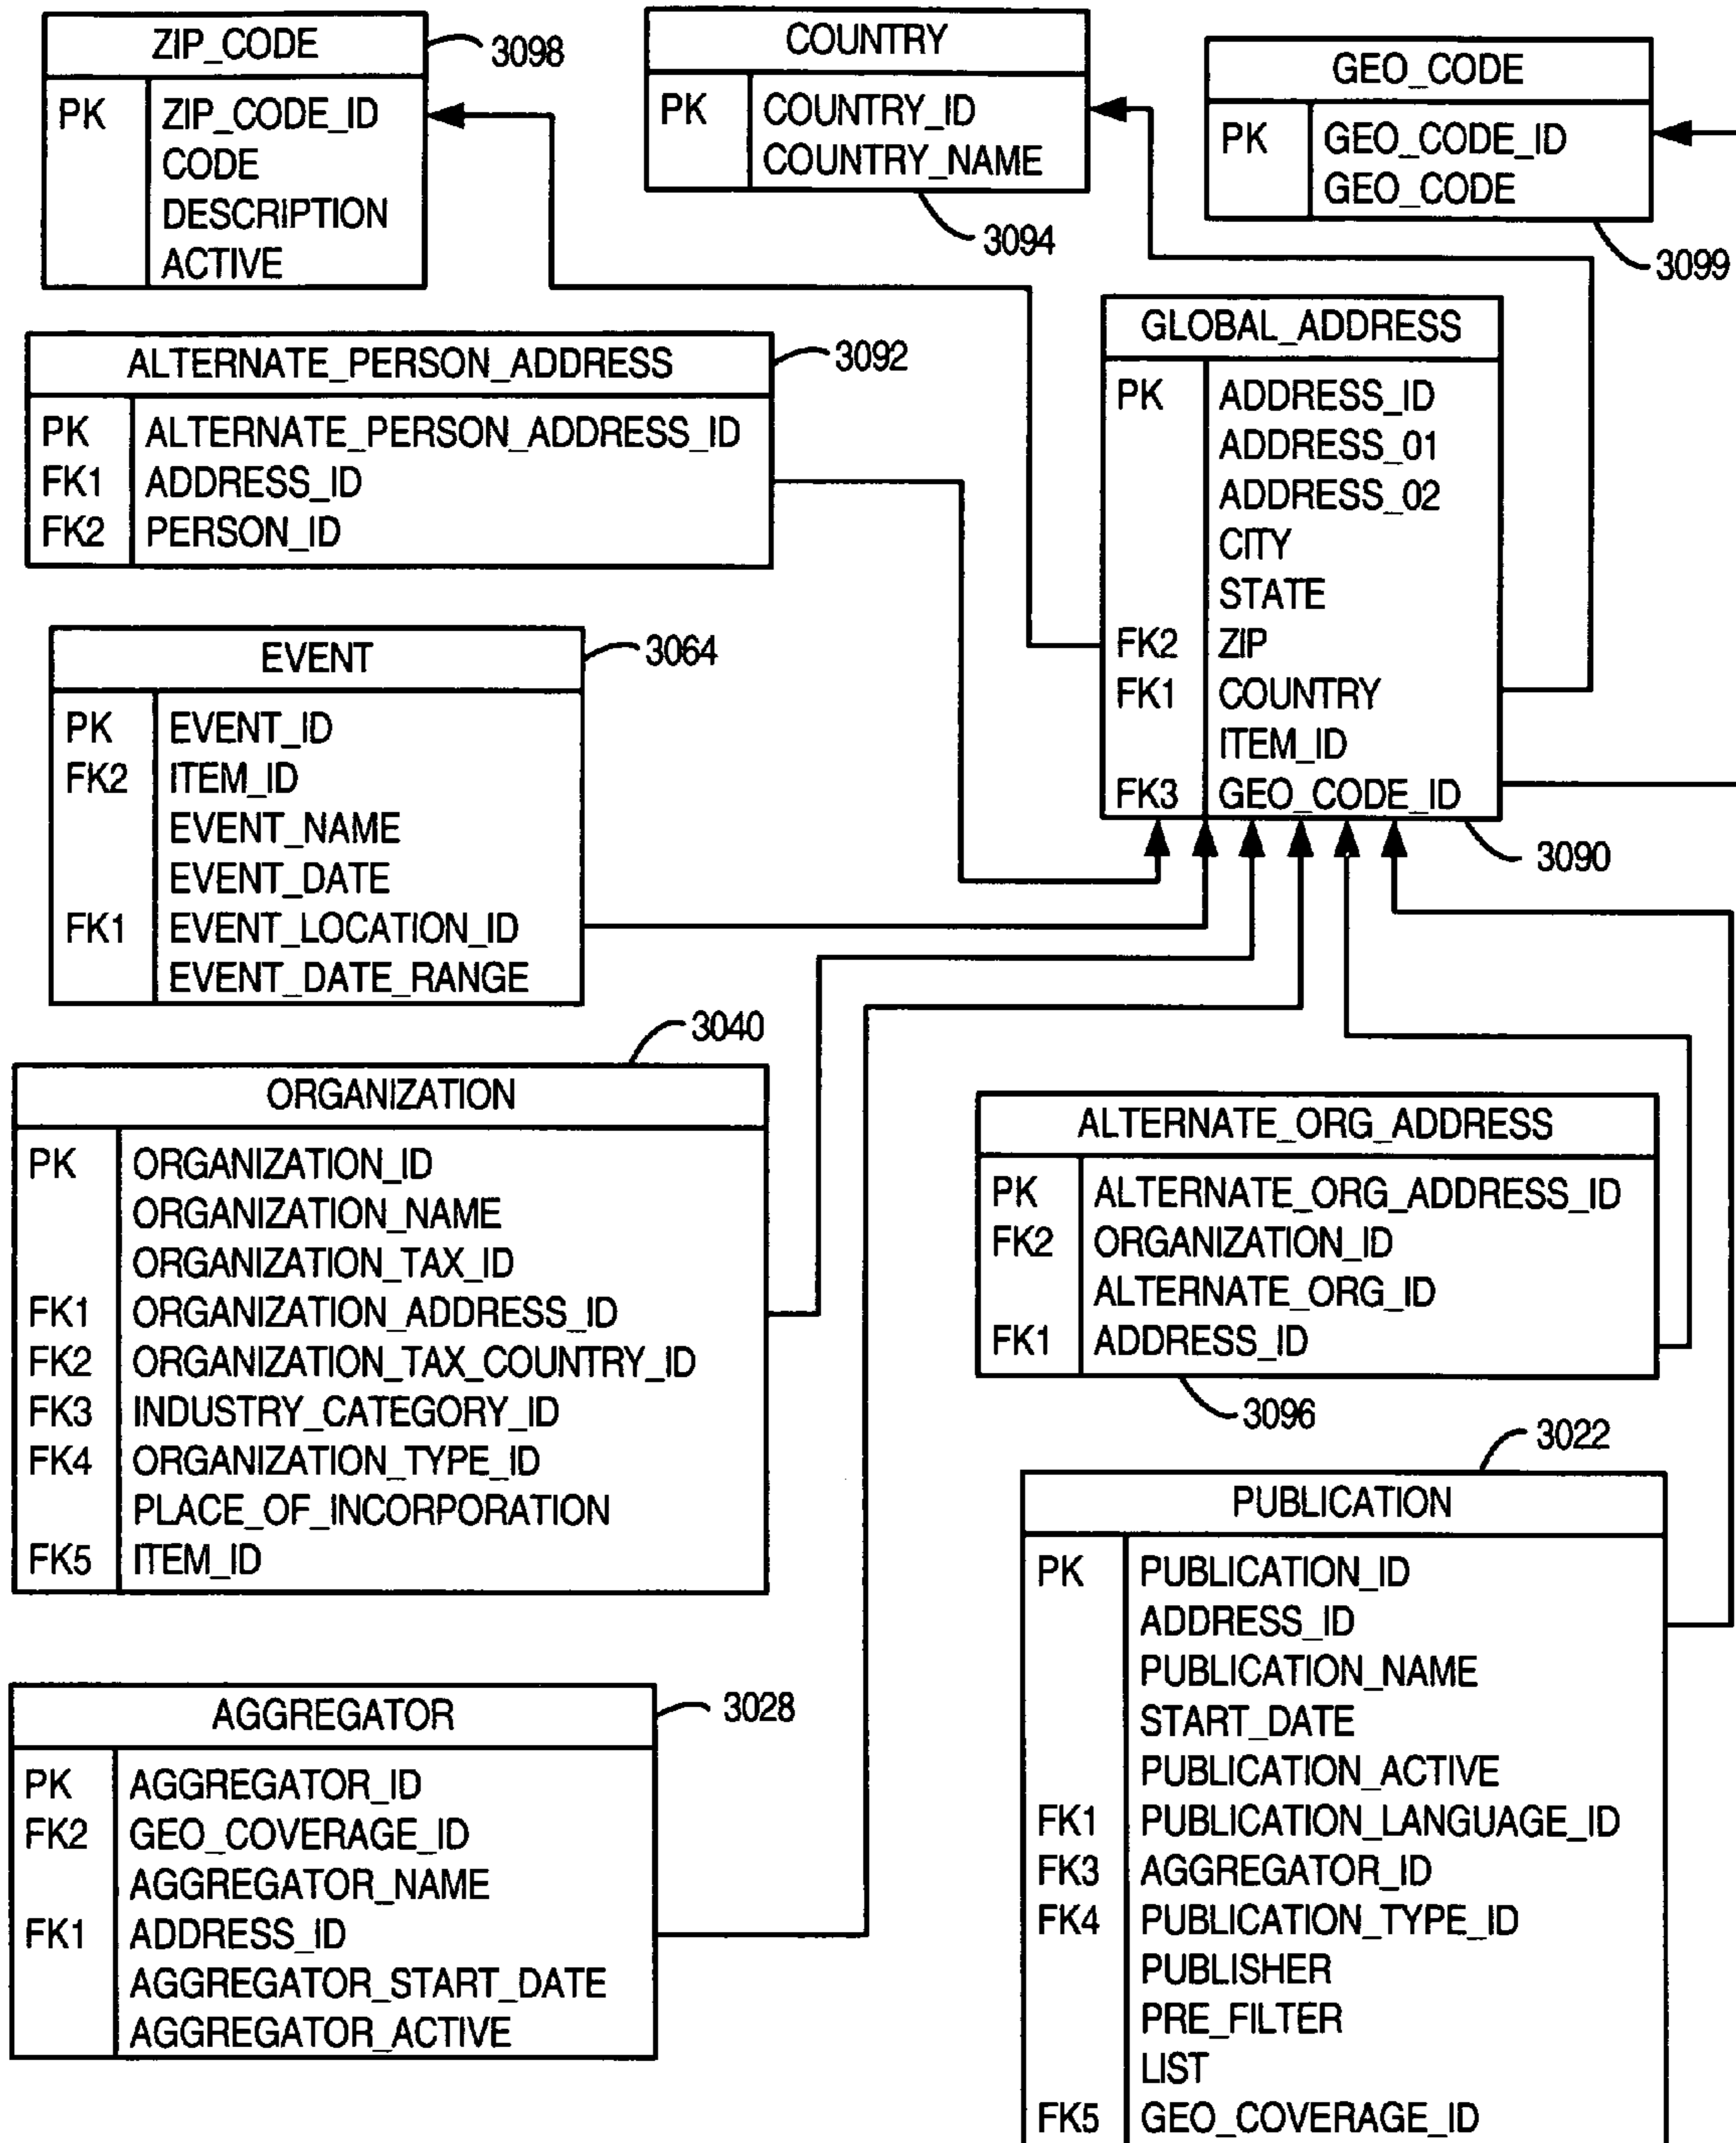 ZIP_CODE
3098
PK ZIP_CODE_ID
CODE
DESCRIPTION
ACTIVE
COUNTRY
PK COUNTRY_ID
COUNTRY_NAME
3094
GEO_CODE
PK GEO_CODE_ID
GEO_CODE
3099
ALTERNATE_PERSON_ADDRESS
3092
PK ALTERNATE_PERSON_ADDRESS_ID
FK1 ADDRESS_ID
FK2 PERSON_ID
GLOBAL_ADDRESS
PK ADDRESS_ID
ADDRESS_01
ADDRESS_02
CITY
STATE
FK2 ZIP
FK1 COUNTRY
ITEM_ID
FK3 GEO_CODE_ID
3090
EVENT
3064
PK EVENT_ID
FK2 ITEM_ID
EVENT_NAME
EVENT_DATE
FK1 EVENT_LOCATION_ID
EVENT_DATE_RANGE
3040
ORGANIZATION
PK ORGANIZATION_ID
ORGANIZATION_NAME
ORGANIZATION_TAX_ID
FK1 ORGANIZATION_ADDRESS_ID
FK2 ORGANIZATION_TAX_COUNTRY_ID
FK3 INDUSTRY_CATEGORY_ID
FK4 ORGANIZATION_TYPE_ID
PLACE_OF_INCORPORATION
FK5 ITEM_ID
ALTERNATE_ORG_ADDRESS
PK ALTERNATE_ORG_ADDRESS_ID
FK2 ORGANIZATION_ID
ALTERNATE_ORG_ID
FK1 ADDRESS_ID
3096
3022
PUBLICATION
PK PUBLICATION_ID
ADDRESS_ID
PUBLICATION_NAME
START_DATE
PUBLICATION_ACTIVE
FK1 PUBLICATION_LANGUAGE_ID
FK3 AGGREGATOR_ID
FK4 PUBLICATION_TYPE_ID
PUBLISHER
PRE_FILTER
LIST
FK5 GEO_COVERAGE_ID
AGGREGATOR
3028
PK AGGREGATOR_ID
FK2 GEO_COVERAGE_ID
AGGREGATOR_NAME
FK1 ADDRESS_ID
AGGREGATOR_START_DATE
AGGREGATOR_ACTIVE